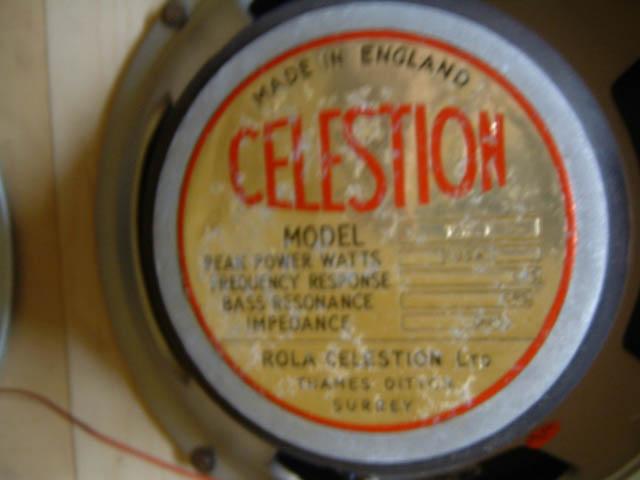 MADE IN ENGLAND
CELESTION
MODEL
PEAK POWER WATTS
FREQUENCY RESPONSE
BASS RESONANCE
IMPEDANCE
ROLA CELESTION LTD
THAMES DITTON
SURREY